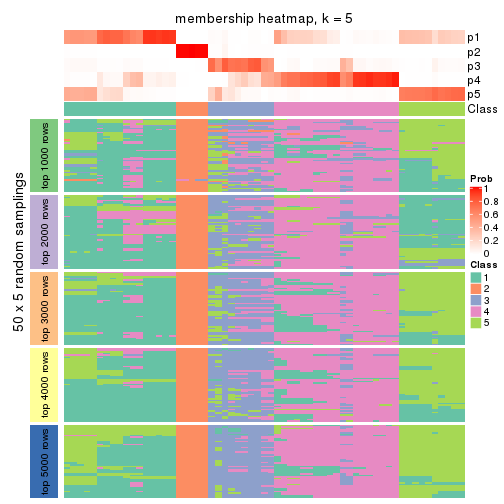 membership heatmap, k = 5
p1
p2
p3
p4
p5
Class
50 x 5 random samplings
top 1000 rows
top 2000 rows
top 3000 rows
top 4000 rows
top 5000 rows
Prob
1
0.8
0.6
0.4
0.2
0
Class
1
2
3
4
5